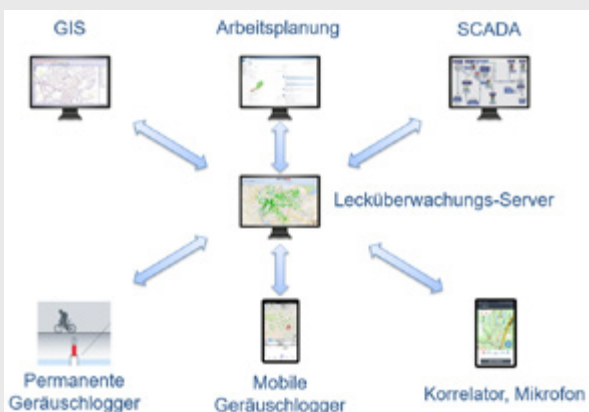 GIS
Arbeitsplanung
SCADA
Lecküberwachungs-Server
Permanente
Geräuschlogger
Mobile
Geräuschlogger
Korrelator, Mikrofon